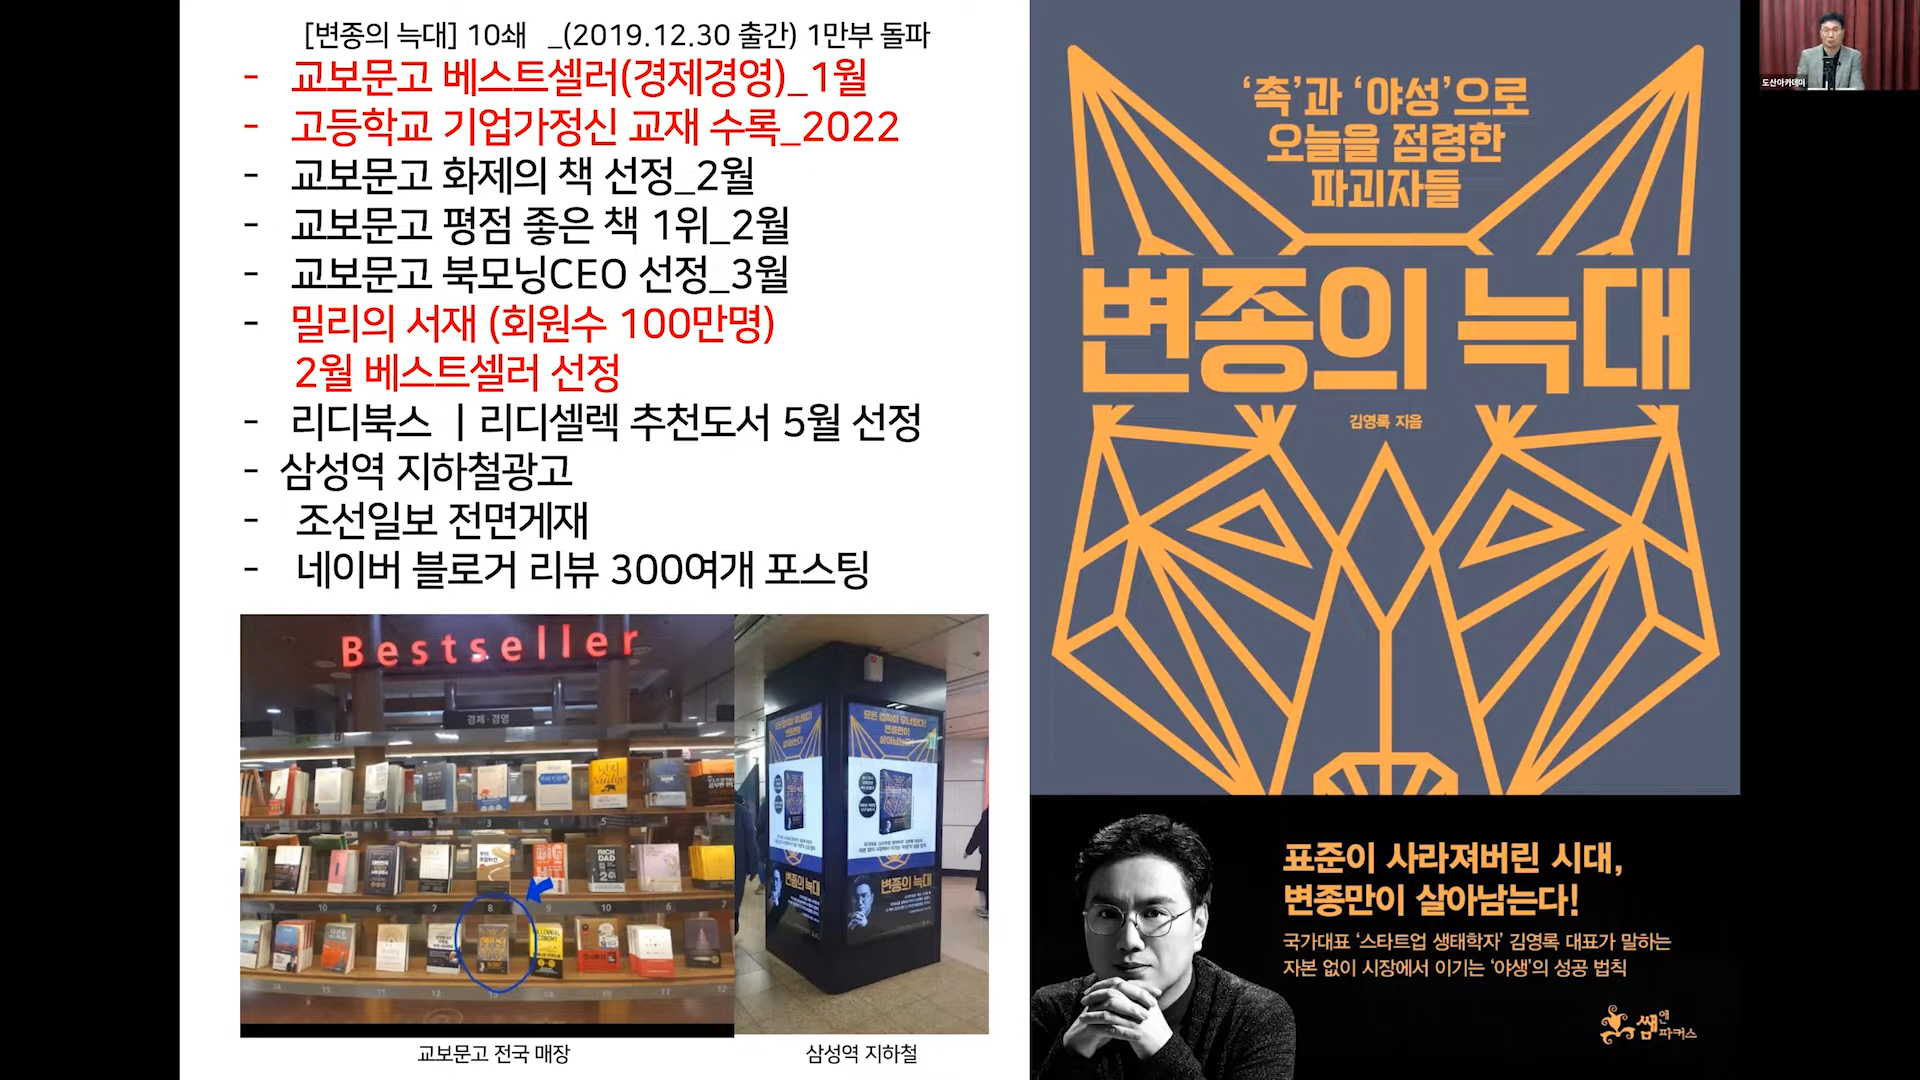 [변종의 늑대] 10쇄 _(2019.12.30 출간) 1만부 돌파
- 교보문고 베스트셀러(경제경영)_1월
- 고등학교 기업가정신 교재 수록_2022
- 교보문고 화제의 책 선정_2월
- 교보문고 평점 좋은 책 1위_2월
- 교보문고 북모닝CEO 선정_3월
- 밀리의 서재 (회원수 100만명)
2월 베스트셀러 선정
- 리디북스 ㅣ리디셀렉 추천도서 5월 선정
- 삼성역 지하철광고
- 조선일보 전면게재
- 네이버 블로거 리뷰 300여개 포스팅
Bestseller
경제·경영
넛지
RICH
DAD
변종의 늑대
변종의 늑대
교보문고 전국 매장
삼성역 지하철
‘촉’과 ‘야성’으로
오늘을 점령한
파괴자들
변종의 늑대
김영록 지음
표준이 사라져버린 시대,
변종만이 살아남는다!
국가대표 ‘스타트업 생태학자’ 김영록 대표가 말하는
자본 없이 시장에서 이기는 ‘야생’의 성공 법칙
쌤앤파커스
도산아카데미